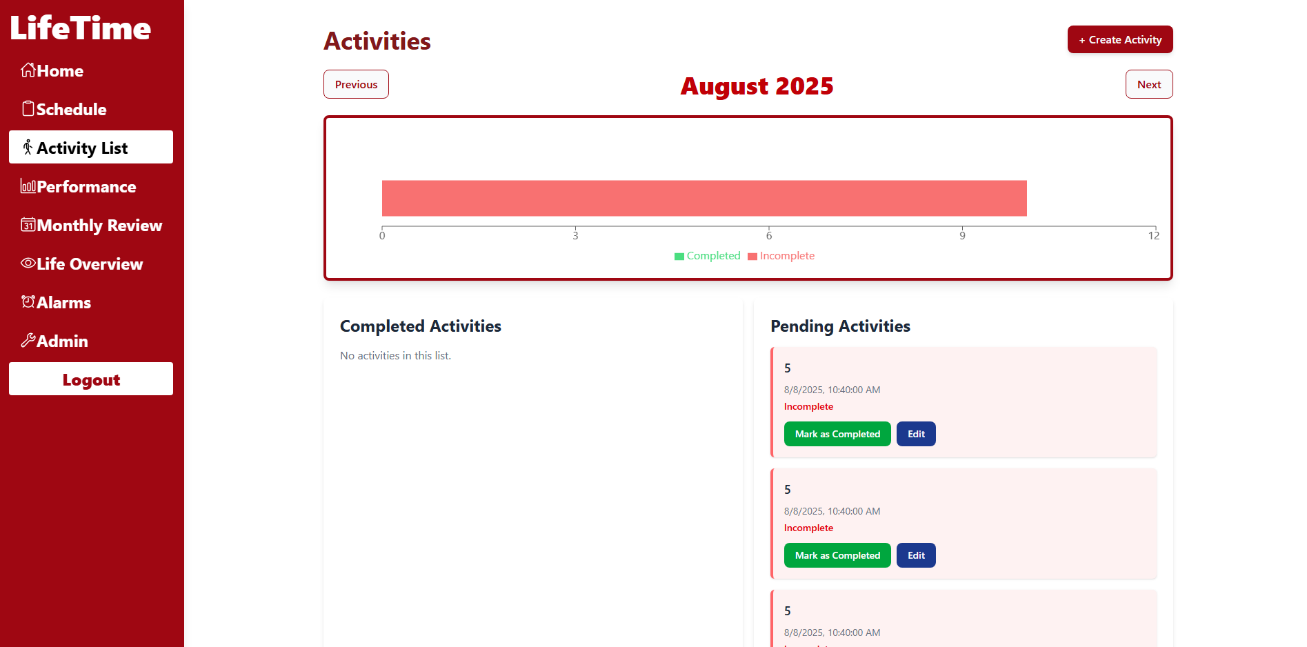 LifeTime
Home
Schedule
Activity List
Performance
31 Monthly Review
Life Overview
Alarms
Admin
Logout
Activities
+ Create Activity
Previous
August 2025
Next
0 3 6 9 12
Completed Incomplete
Completed Activities
No activities in this list.
Pending Activities
5
8/8/2025, 10:40:00 AM
Incomplete
Mark as Completed Edit
5
8/8/2025, 10:40:00 AM
Incomplete
Mark as Completed Edit
5
8/8/2025, 10:40:00 AM